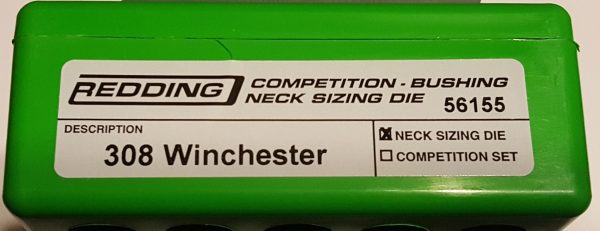 REDDING
COMPETITION - BUSHING
NECK SIZING DIE 56155
DESCRIPTION
308 Winchester
☒ NECK SIZING DIE
☐ COMPETITION SET